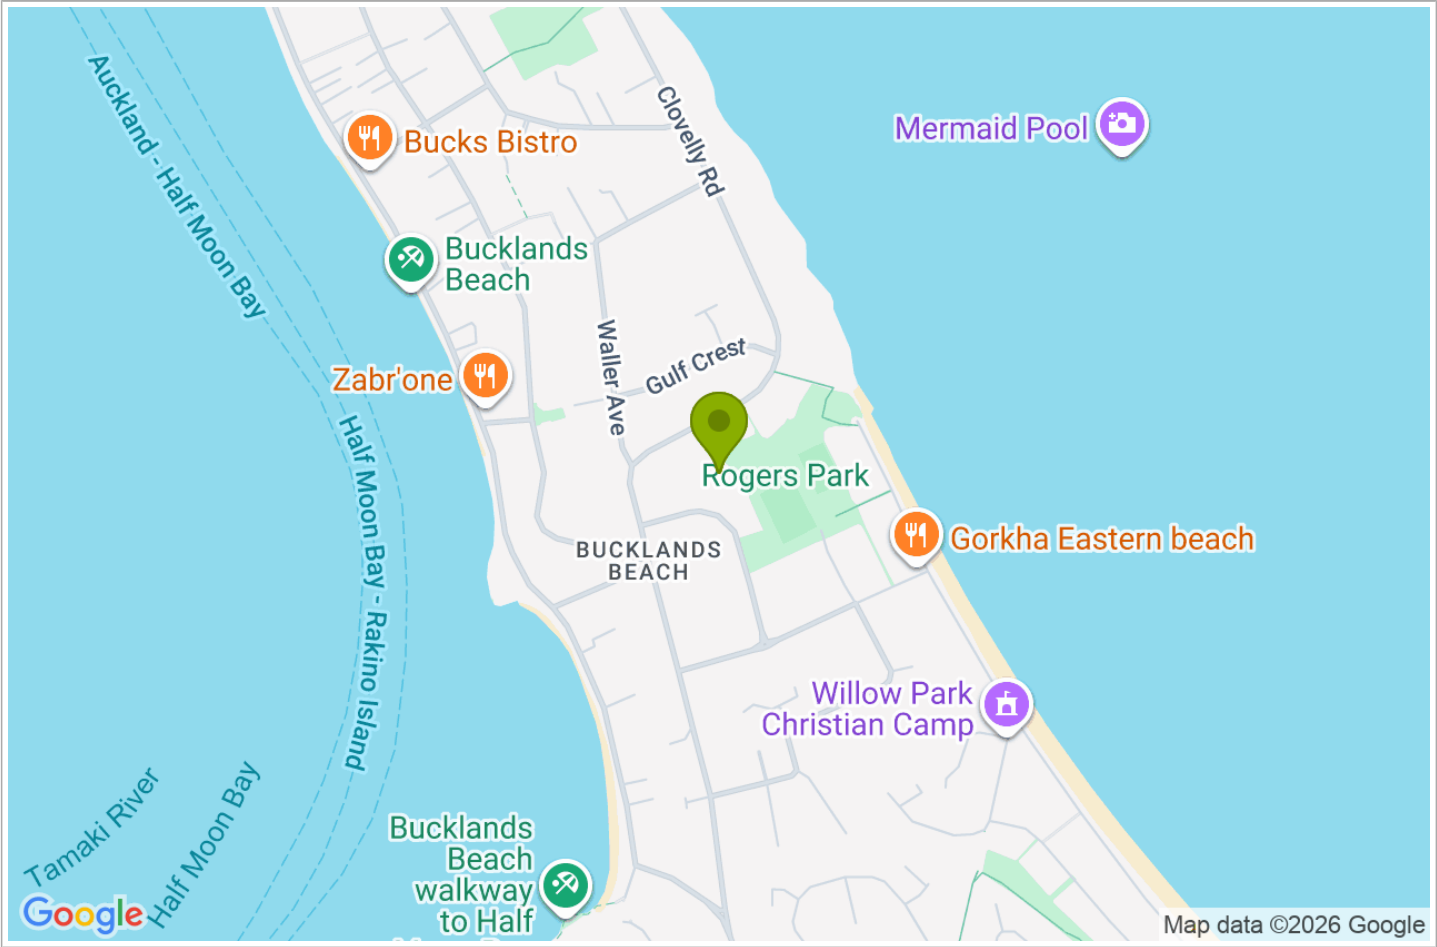 Clovelly Rd
Mermaid Pool
Bucks Bistro
Auckland - Half Moon Bay
Bucklands
Beach
Waller Ave
Gulf Crest
Zabr'one
Half Moon Bay - Rakino Island
Rogers Park
Gorkha Eastern beach
BUCKLANDS
BEACH
Willow Park
Christian Camp
Tamaki River
Half Moon Bay
Bucklands
Beach
walkway
to Half
Google
Map data ©2026 Google